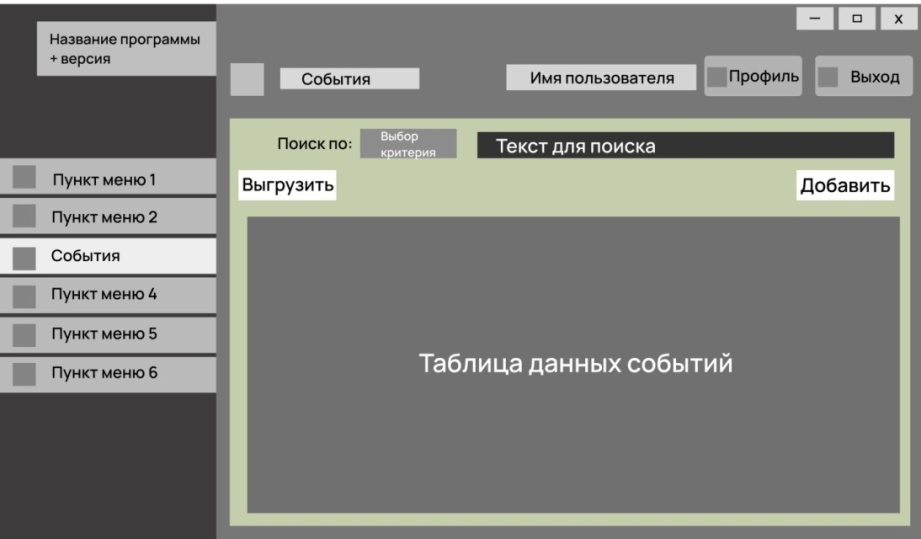 Название программы
+ версия
События
Имя пользователя
Профиль
Выход
X
Поиск по:
Выбор
критерия
Текст для поиска
Выгрузить
Добавить
Пункт меню 1
Пункт меню 2
События
Пункт меню 4
Пункт меню 5
Пункт меню 6
Таблица данных событий